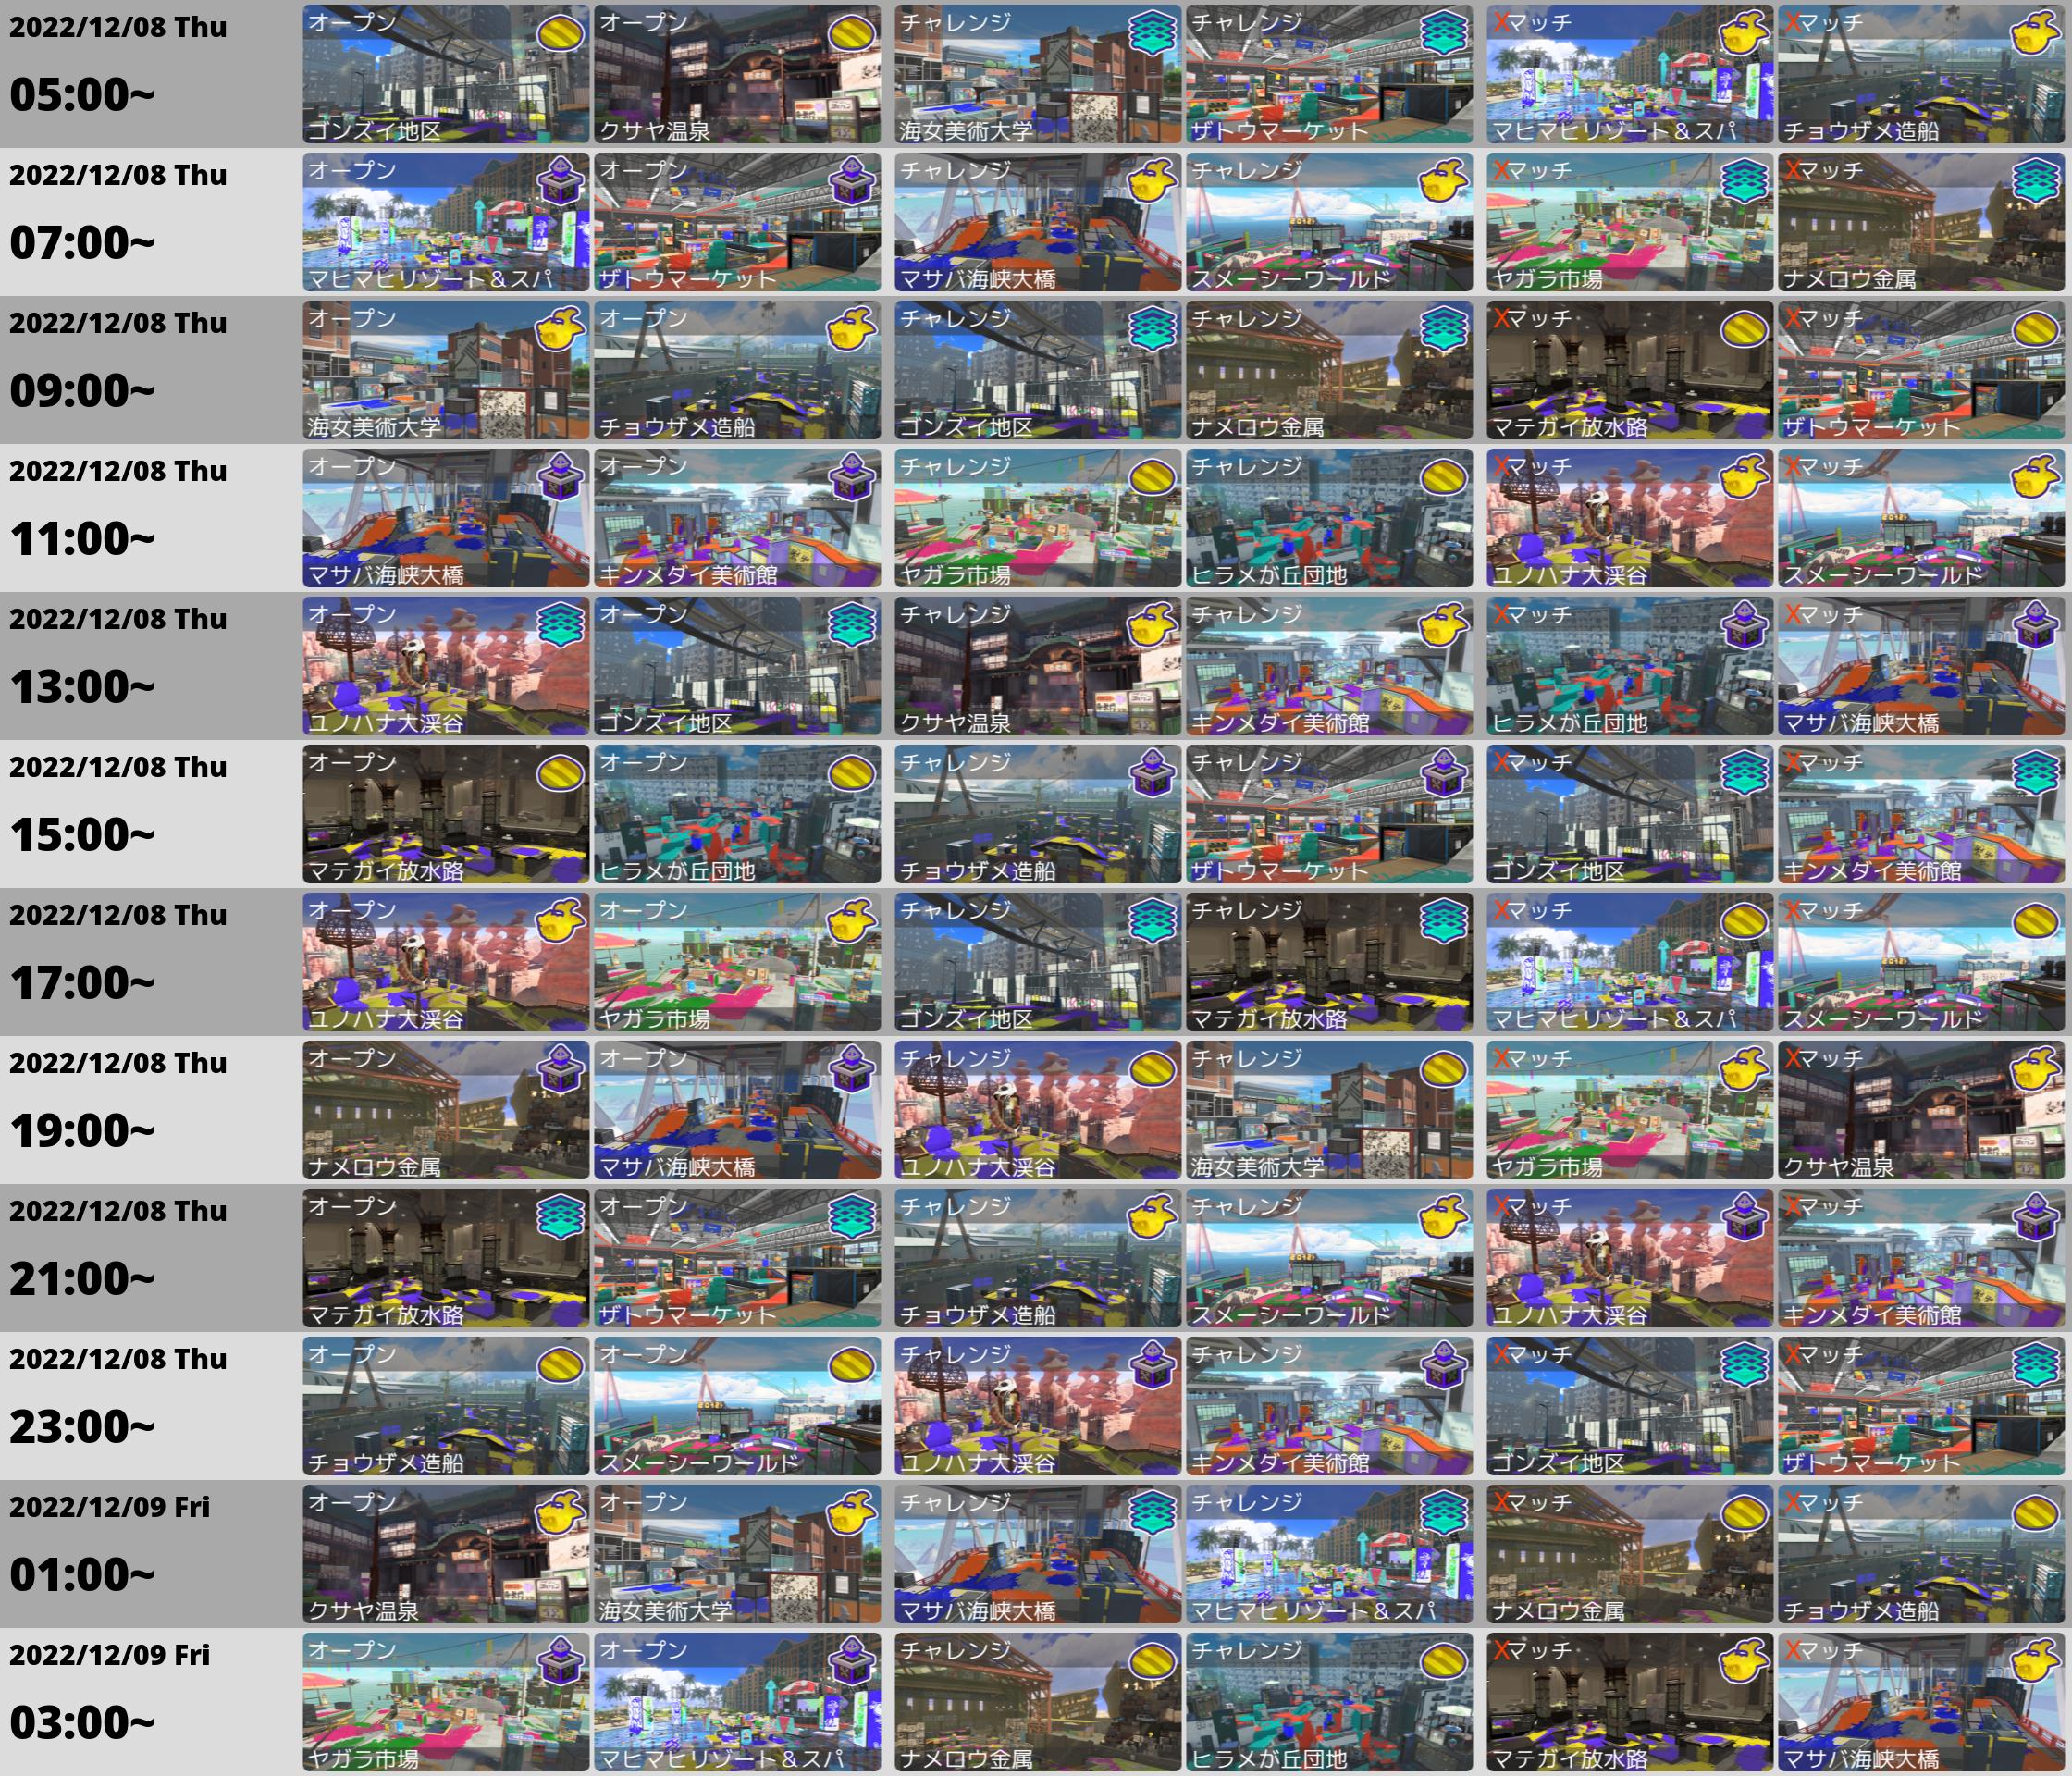 2022/12/08 Thu
05:00~
オープン オープン チャレンジ チャレンジ Xマッチ Xマッチ
ゴンズイ地区 クサヤ温泉 海女美術大学 ザトウマーケット マヒマヒリゾート＆スパ チョウザメ造船
2022/12/08 Thu
07:00~
オープン オープン チャレンジ チャレンジ Xマッチ Xマッチ
マヒマヒリゾート＆スパ ザトウマーケット マサバ海峡大橋 スメーシーワールド ヤガラ市場 ナメロウ金属
2022/12/08 Thu
09:00~
オープン オープン チャレンジ チャレンジ Xマッチ Xマッチ
海女美術大学 チョウザメ造船 ゴンズイ地区 ナメロウ金属 マテガイ放水路 ザトウマーケット
2022/12/08 Thu
11:00~
オープン オープン チャレンジ チャレンジ Xマッチ Xマッチ
マサバ海峡大橋 キンメダイ美術館 ヤガラ市場 ヒラメが丘団地 ユノハナ大渓谷 スメーシーワールド
2022/12/08 Thu
13:00~
オープン オープン チャレンジ チャレンジ Xマッチ Xマッチ
ユノハナ大渓谷 ゴンズイ地区 クサヤ温泉 キンメダイ美術館 ヒラメが丘団地 マサバ海峡大橋
2022/12/08 Thu
15:00~
オープン オープン チャレンジ チャレンジ Xマッチ Xマッチ
マテガイ放水路 ヒラメが丘団地 チョウザメ造船 ザトウマーケット ゴンズイ地区 キンメダイ美術館
2022/12/08 Thu
17:00~
オープン オープン チャレンジ チャレンジ Xマッチ Xマッチ
ユノハナ大渓谷 ヤガラ市場 ゴンズイ地区 マテガイ放水路 マヒマヒリゾート＆スパ スメーシーワールド
2022/12/08 Thu
19:00~
オープン オープン チャレンジ チャレンジ Xマッチ Xマッチ
ナメロウ金属 マサバ海峡大橋 ユノハナ大渓谷 海女美術大学 ヤガラ市場 クサヤ温泉
2022/12/08 Thu
21:00~
オープン オープン チャレンジ チャレンジ Xマッチ Xマッチ
マテガイ放水路 ザトウマーケット チョウザメ造船 スメーシーワールド ユノハナ大渓谷 キンメダイ美術館
2022/12/08 Thu
23:00~
オープン オープン チャレンジ チャレンジ Xマッチ Xマッチ
チョウザメ造船 スメーシーワールド ユノハナ大渓谷 キンメダイ美術館 ゴンズイ地区 ザトウマーケット
2022/12/09 Fri
01:00~
オープン オープン チャレンジ チャレンジ Xマッチ Xマッチ
クサヤ温泉 海女美術大学 マサバ海峡大橋 マヒマヒリゾート＆スパ ナメロウ金属 チョウザメ造船
2022/12/09 Fri
03:00~
オープン オープン チャレンジ チャレンジ Xマッチ Xマッチ
ヤガラ市場 マヒマヒリゾート＆スパ ナメロウ金属 ヒラメが丘団地 マテガイ放水路 マサバ海峡大橋